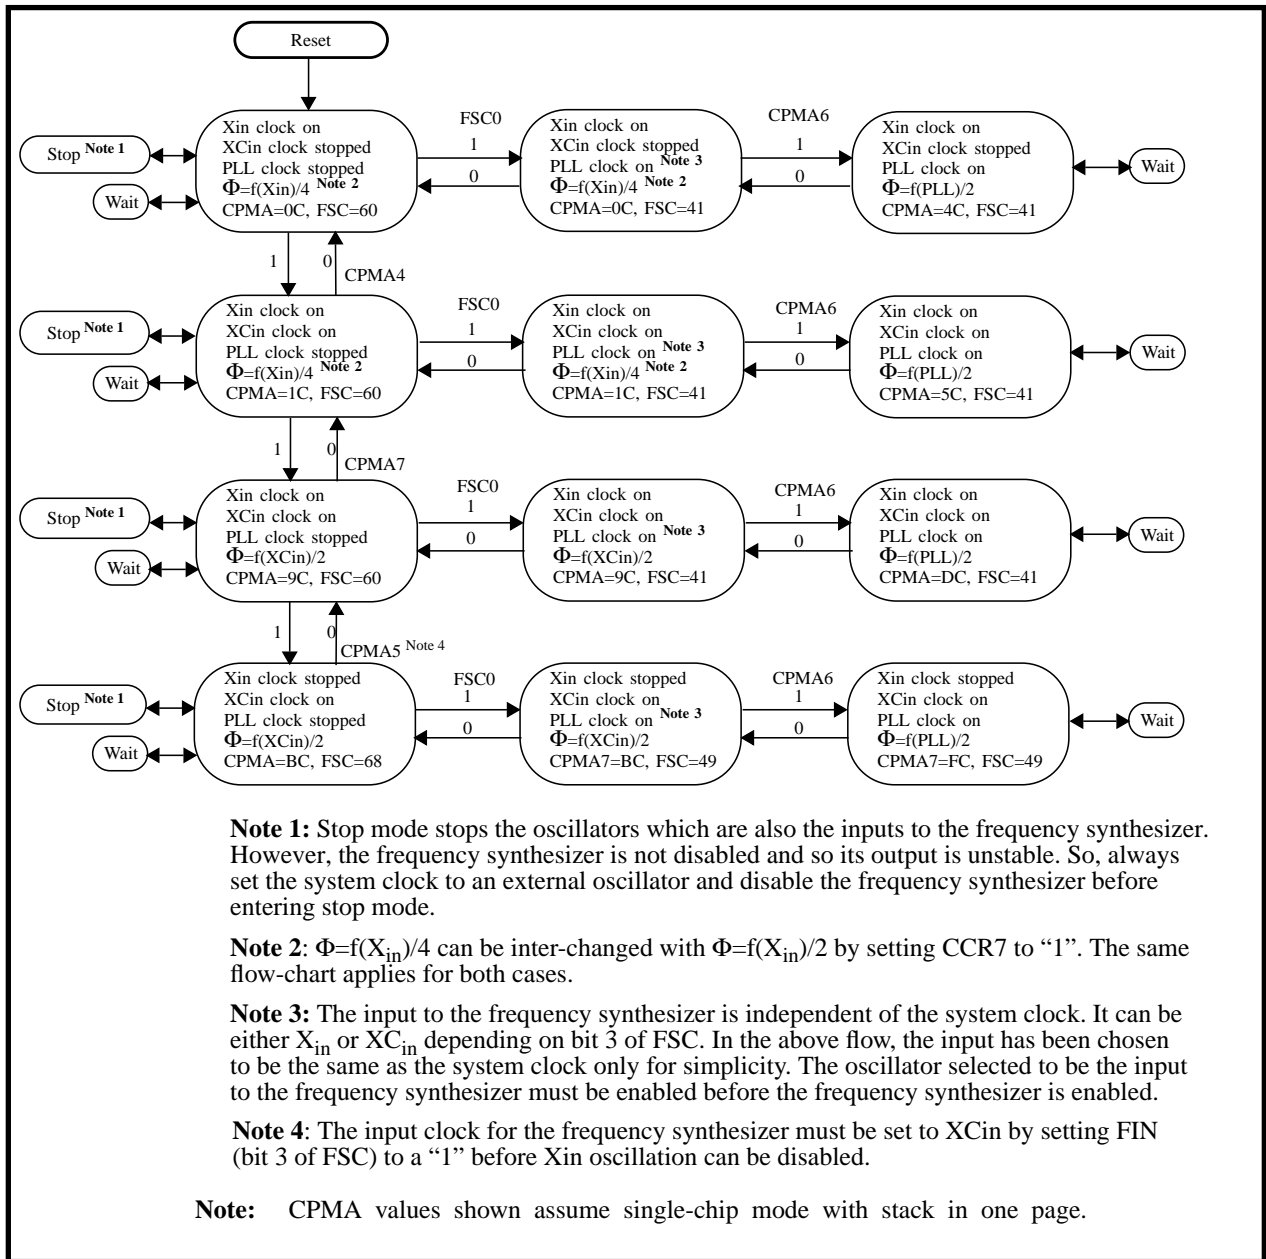 Reset
Stop Note 1
Wait
Xin clock on
XCin clock stopped
PLL clock stopped
Φ=f(Xin)/4 Note 2
CPMA=0C, FSC=60
FSC0
1
0
Xin clock on
XCin clock stopped
PLL clock on Note 3
Φ=f(Xin)/4 Note 2
CPMA=0C, FSC=41
CPMA6
1
0
Xin clock on
XCin clock stopped
PLL clock on
Φ=f(PLL)/2
CPMA=4C, FSC=41
Wait
1
0
CPMA4
Stop Note 1
Wait
Xin clock on
XCin clock on
PLL clock stopped
Φ=f(Xin)/4 Note 2
CPMA=1C, FSC=60
FSC0
1
0
Xin clock on
XCin clock on
PLL clock on Note 3
Φ=f(Xin)/4 Note 2
CPMA=1C, FSC=41
CPMA6
1
0
Xin clock on
XCin clock on
PLL clock on
Φ=f(PLL)/2
CPMA=5C, FSC=41
Wait
1
0
CPMA7
Stop Note 1
Wait
Xin clock on
XCin clock on
PLL clock stopped
Φ=f(XCin)/2
CPMA=9C, FSC=60
FSC0
1
0
Xin clock on
XCin clock on
PLL clock on Note 3
Φ=f(XCin)/2
CPMA=9C, FSC=41
CPMA6
1
0
Xin clock on
XCin clock on
PLL clock on
Φ=f(PLL)/2
CPMA=DC, FSC=41
Wait
1
0
CPMA5 Note 4
Stop Note 1
Wait
Xin clock stopped
XCin clock on
PLL clock stopped
Φ=f(XCin)/2
CPMA=BC, FSC=68
FSC0
1
0
Xin clock stopped
XCin clock on
PLL clock on Note 3
Φ=f(XCin)/2
CPMA7=BC, FSC=49
CPMA6
1
0
Xin clock stopped
XCin clock on
PLL clock on
Φ=f(PLL)/2
CPMA7=FC, FSC=49
Wait
Note 1: Stop mode stops the oscillators which are also the inputs to the frequency synthesizer.
However, the frequency synthesizer is not disabled and so its output is unstable. So, always
set the system clock to an external oscillator and disable the frequency synthesizer before
entering stop mode.
Note 2: Φ=f(Xin)/4 can be inter-changed with Φ=f(Xin)/2 by setting CCR7 to “1”. The same
flow-chart applies for both cases.
Note 3: The input to the frequency synthesizer is independent of the system clock. It can be
either Xin or XCin depending on bit 3 of FSC. In the above flow, the input has been chosen
to be the same as the system clock only for simplicity. The oscillator selected to be the input
to the frequency synthesizer must be enabled before the frequency synthesizer is enabled.
Note 4: The input clock for the frequency synthesizer must be set to XCin by setting FIN
(bit 3 of FSC) to a “1” before Xin oscillation can be disabled.
Note: CPMA values shown assume single-chip mode with stack in one page.